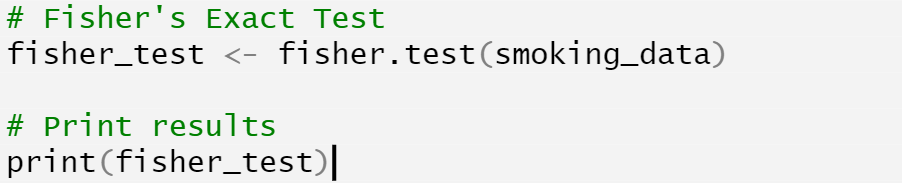 # Fisher's Exact Test
fisher_test <- fisher.test(smoking_data)
# Print results
print(fisher_test)